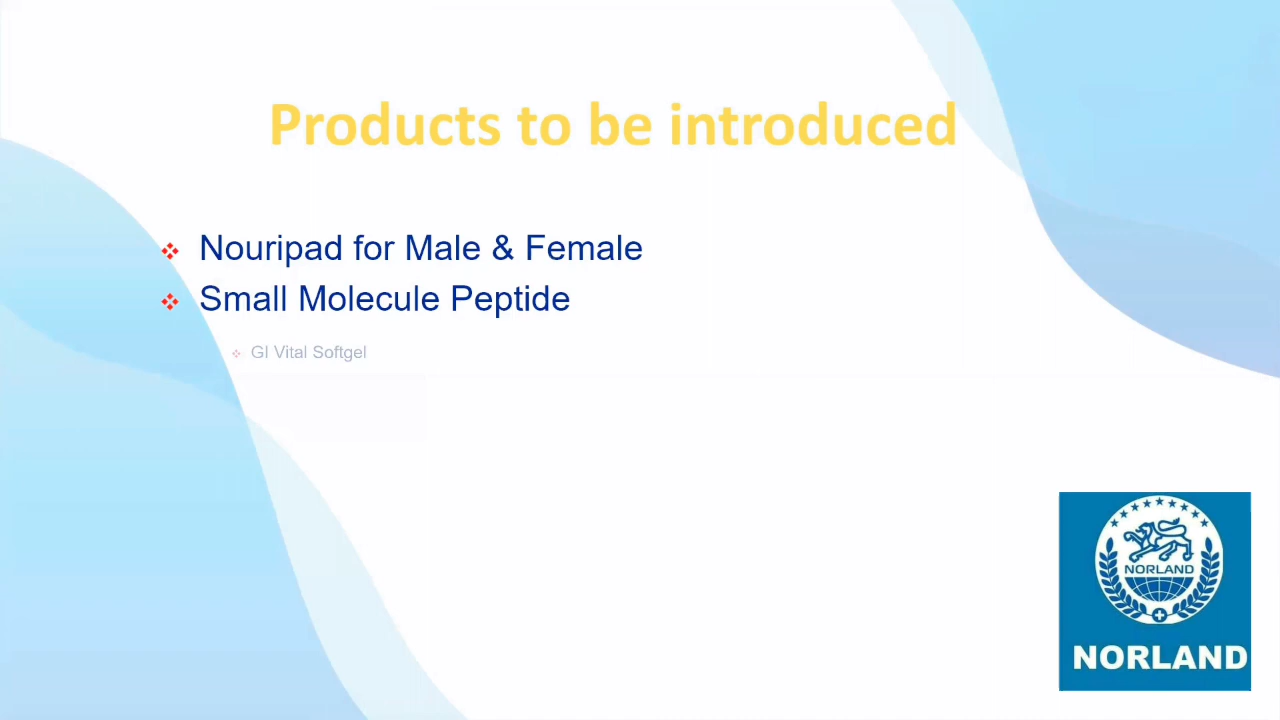 Products to be introduced
Nouripad for Male & Female
Small Molecule Peptide
GI Vital Softgel
NORLAND
NORLAND